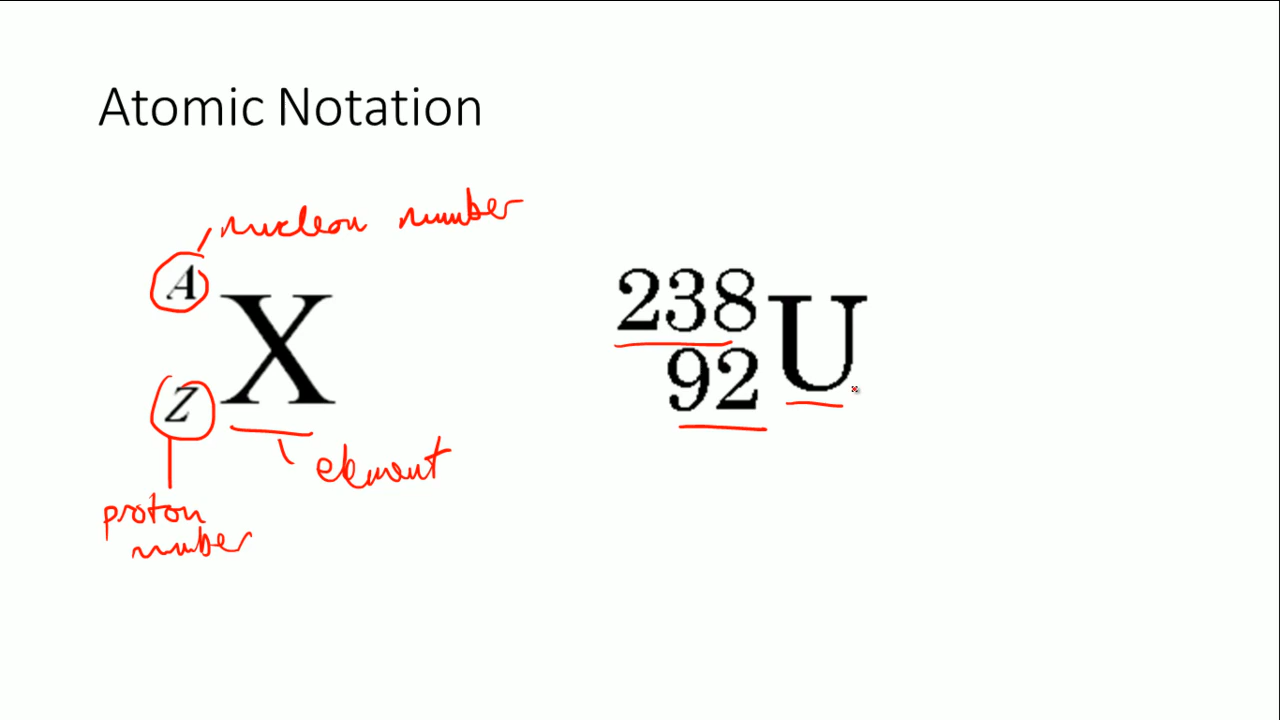 Atomic Notation
nucleon number
A
X
Z
element
proton
number
238
92
U